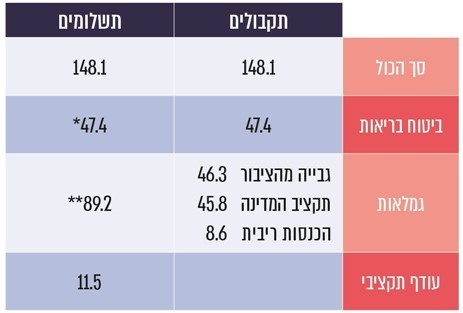 תקבולים תשלומים
סך הכול 148.1 148.1
ביטוח בריאות 47.4 47.4*
גמלאות גבייה מהציבור 46.3 89.2**
תקציב המדינה 45.8
הכנסות ריבית 8.6
עודף תקציבי 11.5